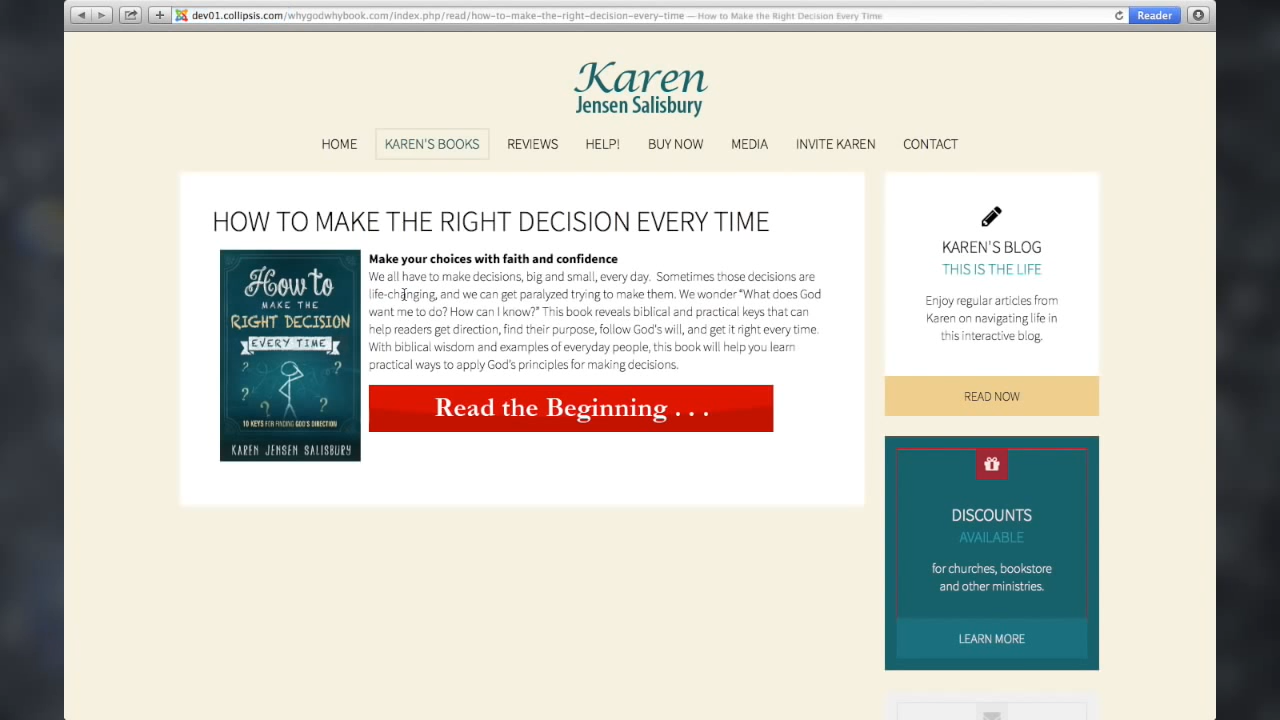 dev01.collipsis.com/whygodwhybook.com/index.php/read/how-to-make-the-right-decision-every-time — How to Make the Right Decision Every Time
Reader
Karen
Jensen Salisbury
HOME KAREN'S BOOKS REVIEWS HELP! BUY NOW MEDIA INVITE KAREN CONTACT
HOW TO MAKE THE RIGHT DECISION EVERY TIME
How to
MAKE THE
RIGHT DECISION
EVERY TIME
10 KEYS FOR FINDING GOD'S DIRECTION
KAREN JENSEN SALISBURY
Make your choices with faith and confidence
We all have to make decisions, big and small, every day.  Sometimes those decisions are
life-changing, and we can get paralyzed trying to make them. We wonder “What does God
want me to do? How can I know?” This book reveals biblical and practical keys that can
help readers get direction, find their purpose, follow God's will, and get it right every time.
With biblical wisdom and examples of everyday people, this book will help you learn
practical ways to apply God’s principles for making decisions.
Read the Beginning . . .
KAREN'S BLOG
THIS IS THE LIFE
Enjoy regular articles from
Karen on navigating life in
this interactive blog.
READ NOW
DISCOUNTS
AVAILABLE
for churches, bookstore
and other ministries.
LEARN MORE